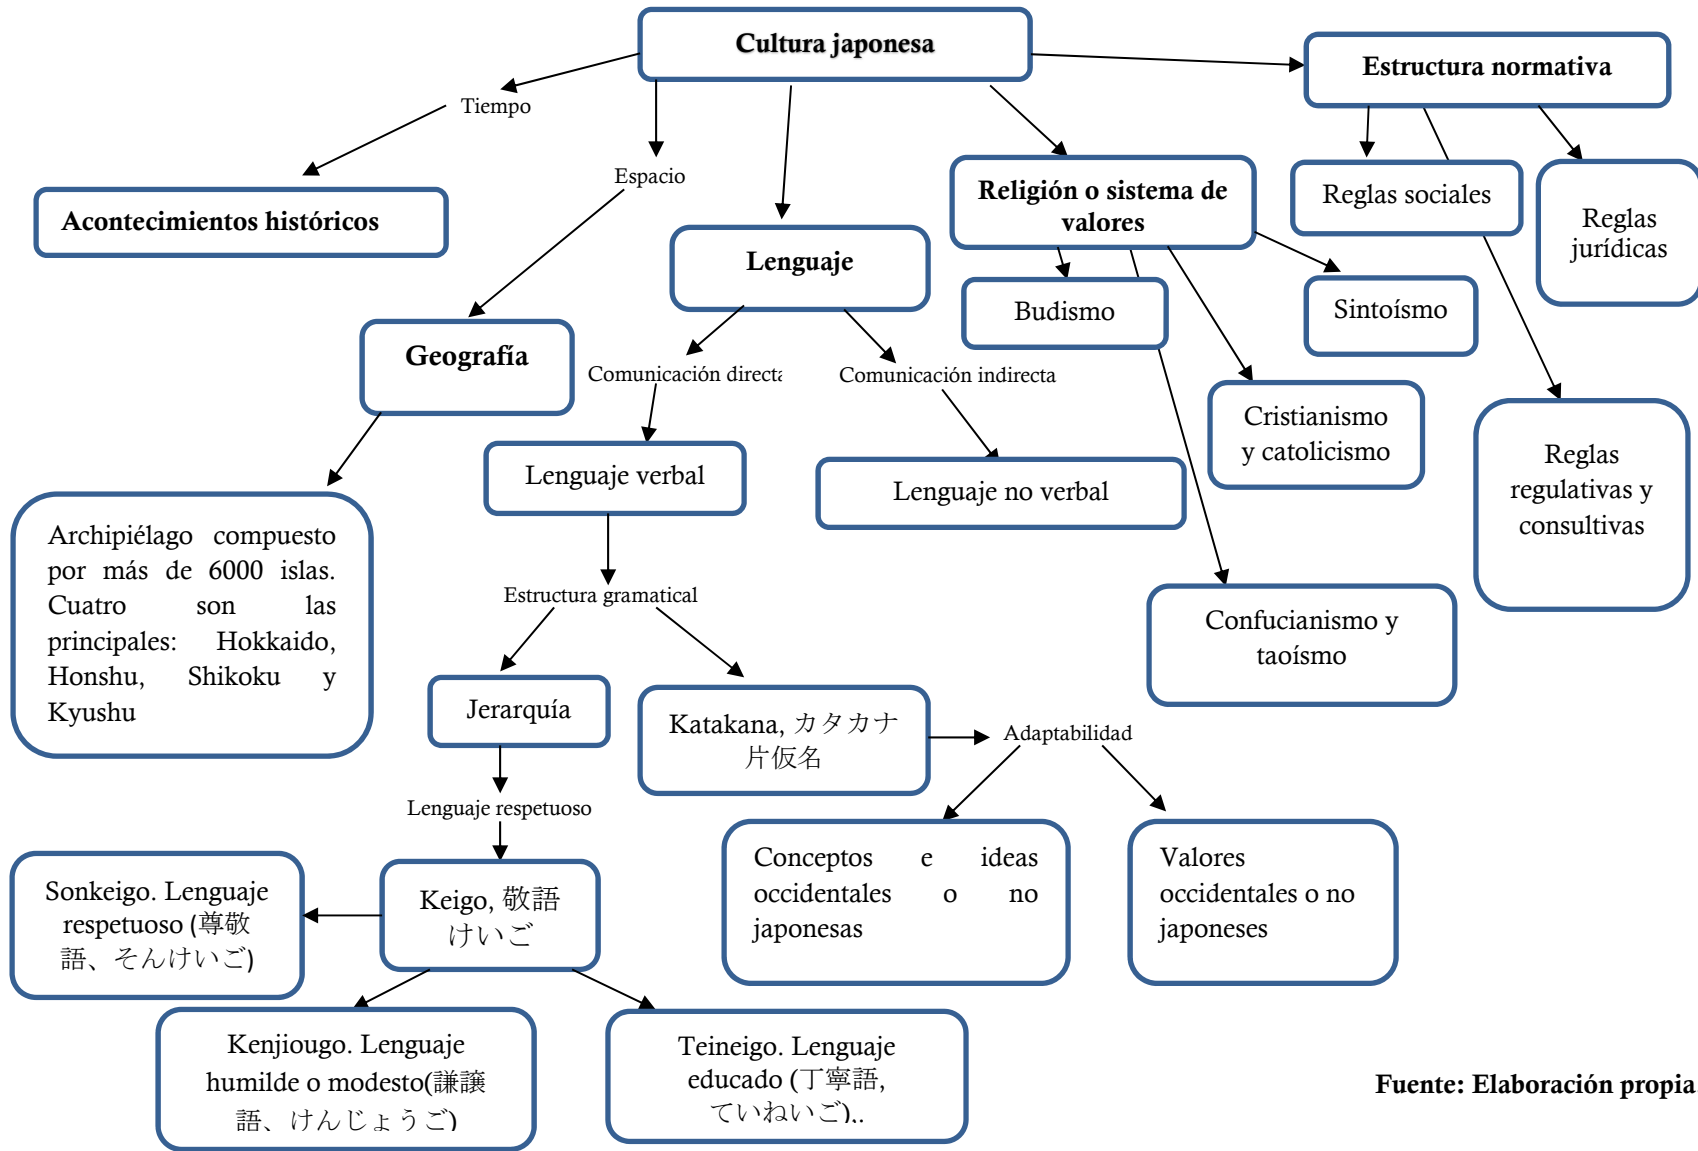 Cultura japonesa
Estructura normativa
Tiempo
Espacio
Acontecimientos históricos
Religión o sistema de
valores
Reglas sociales
Reglas
jurídicas
Lenguaje
Budismo
Sintoísmo
Geografía
Comunicación directa
Comunicación indirecta
Cristianismo
y catolicismo
Lenguaje verbal
Lenguaje no verbal
Reglas
regulativas y
consultivas
Archipiélago compuesto
por más de 6000 islas.
Cuatro son las
principales: Hokkaido,
Honshu, Shikoku y
Kyushu
Estructura gramatical
Confucianismo y
taoísmo
Jerarquía
Katakana, カタカナ
片仮名
Adaptabilidad
Lenguaje respetuoso
Conceptos e ideas
occidentales o no
japonesas
Valores
occidentales o no
japoneses
Keigo, 敬語
けいご
Sonkeigo. Lenguaje
respetuoso (尊敬
語、そんけいご)
Kenjiougo. Lenguaje
humilde o modesto(謙譲
語、けんじょうご)
Teineigo. Lenguaje
educado (丁寧語,
ていねいご),.
Fuente: Elaboración propia.